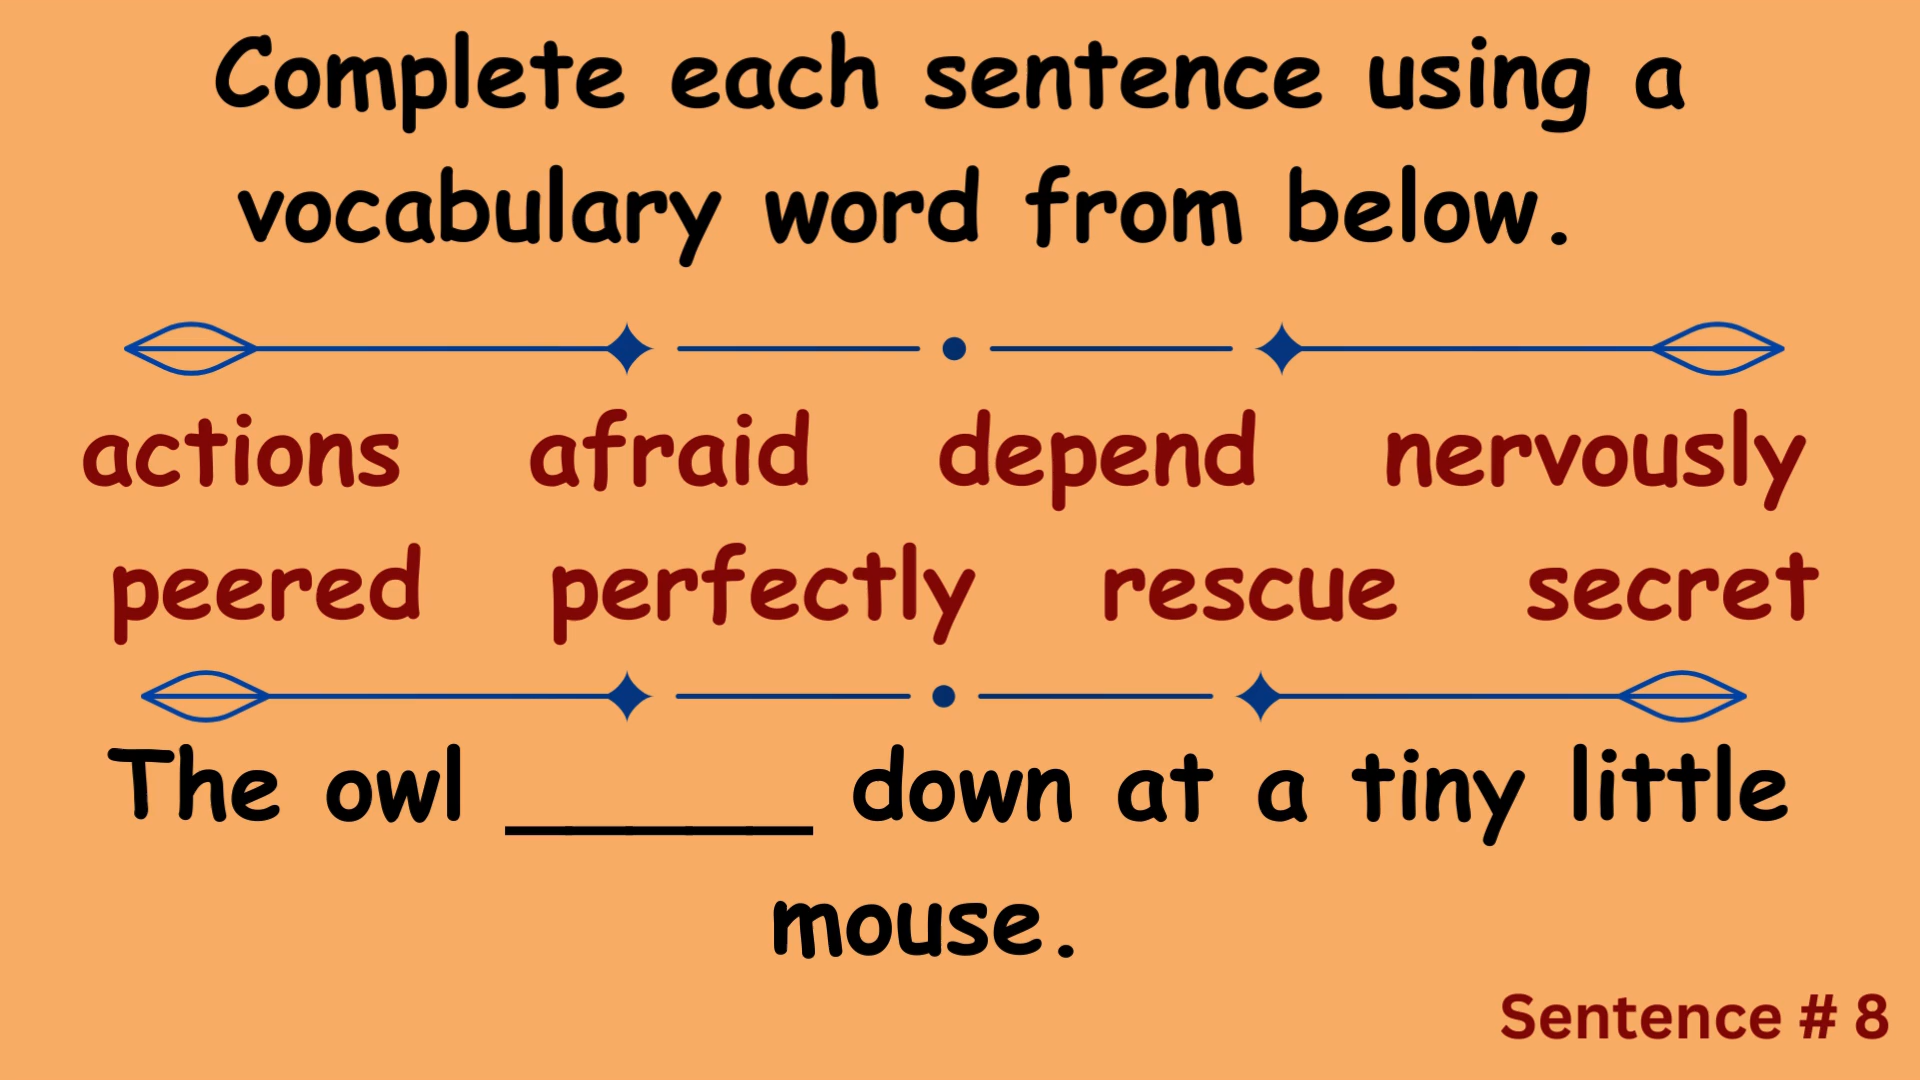 Complete each sentence using a
vocabulary word from below.
actions afraid depend nervously
peered perfectly rescue secret
The owl ______ down at a tiny little
mouse.
Sentence # 8